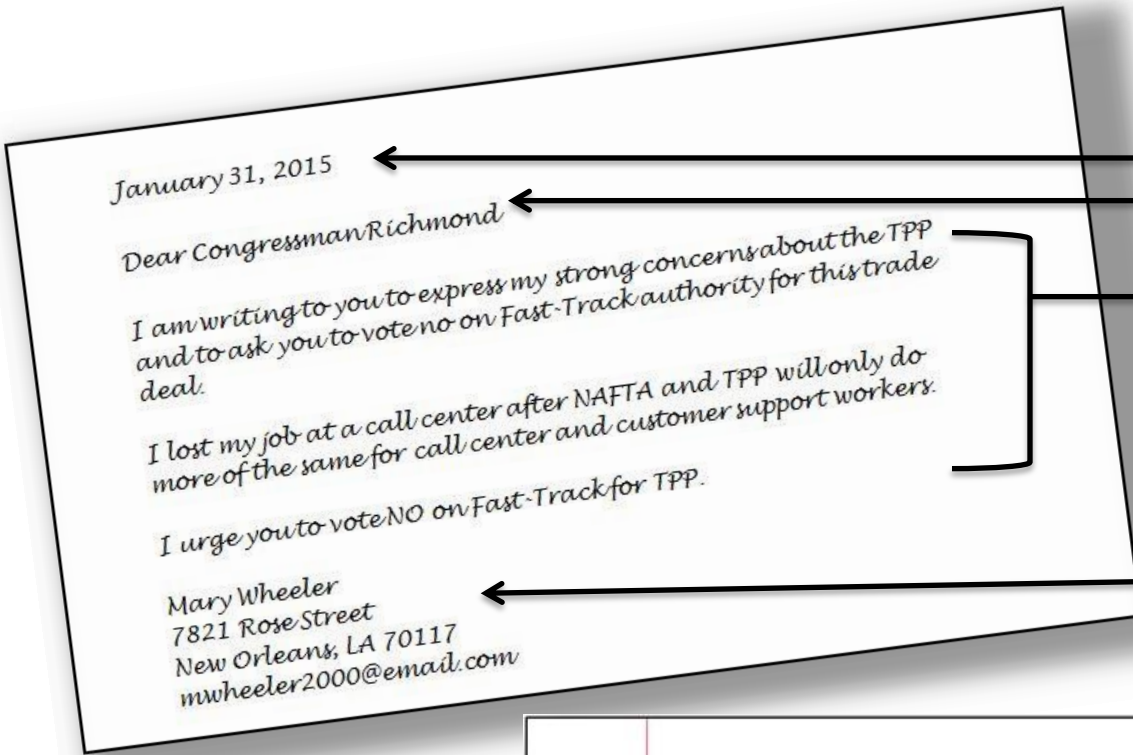 January 31, 2015
Dear Congressman Richmond
I am writing to you to express my strong concerns about the TPP
and to ask you to vote no on Fast-Track authority for this trade
deal.
I lost my job at a call center after NAFTA and TPP will only do
more of the same for call center and customer support workers.
I urge you to vote NO on Fast-Track for TPP.
Mary Wheeler
7821 Rose Street
New Orleans, LA 70117
mwheeler2000@email.com